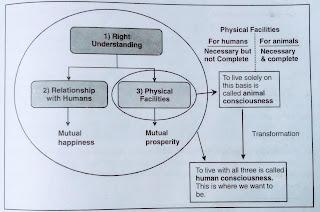 Physical Facilities
For humans
For animals
Necessary but
not Complete
Necessary
& complete
1) Right
Understanding
2) Relationship
with Humans
3) Physical
Facilities
To live solely on
this basis is
called animal
consciousness
Mutual
happiness
Mutual
prosperity
Transformation
To live with all three is called
human consciousness.
This is where we want to
be.